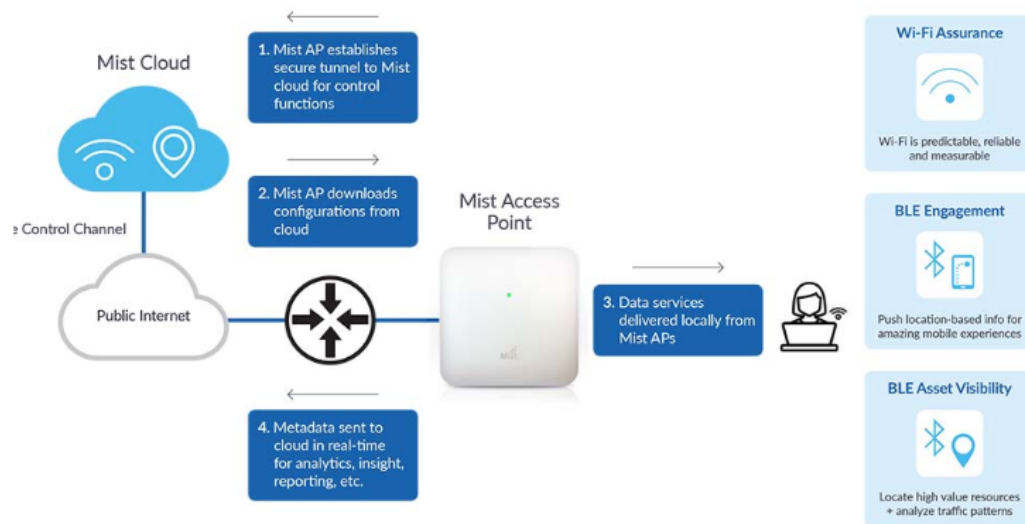 Mist Cloud
1. Mist AP establishes
secure tunnel to Mist
cloud for control
functions
2. Mist AP downloads
configurations from
cloud
e Control Channel
Public Internet
Mist Access
Point
Mist
3. Data services
delivered locally from
Mist APs
4. Metadata sent to
cloud in real-time
for analytics, insight,
reporting, etc.
Wi-Fi Assurance
Wi-Fi is predictable, reliable
and measurable
BLE Engagement
Push location-based info for
amazing mobile experiences
BLE Asset Visibility
Locate high value resources
+ analyze traffic patterns